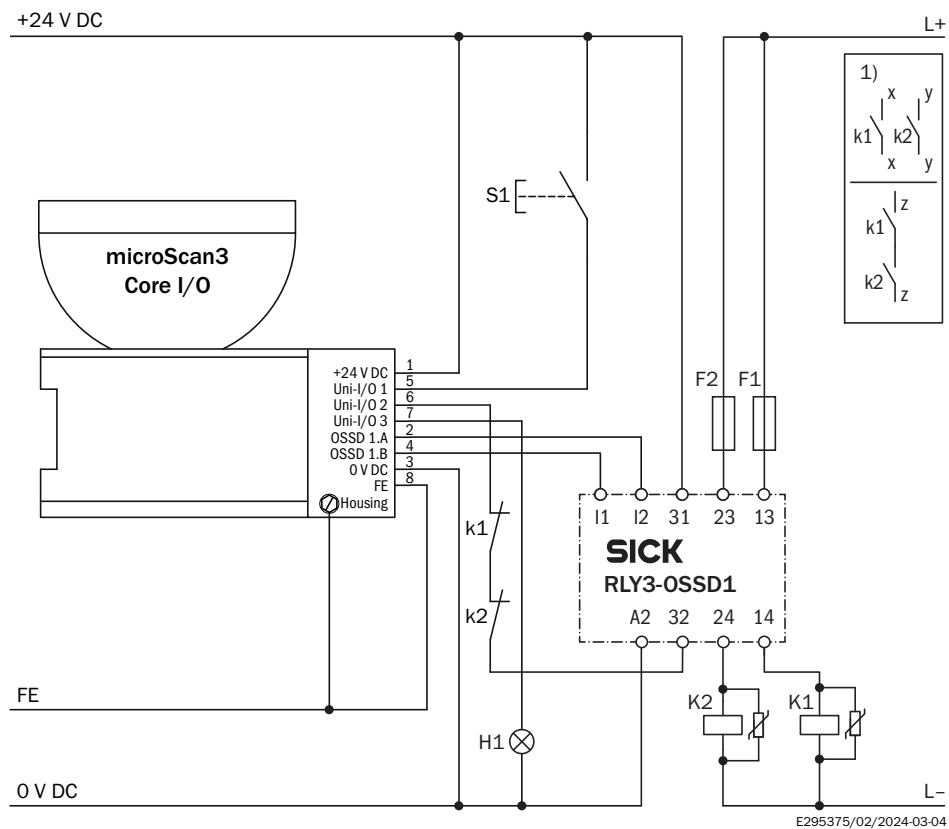 +24 V DC
L+
1)
x y
k1 k2
x y
z
k1
k2
z
S1
microScan3
Core I/O
+24 V DC 1
Uni-I/O 1 5
Uni-I/O 2 6
Uni-I/O 3 7
OSSD 1.A 2
OSSD 1.B 4
0 V DC 3
FE 8
Housing
F2 F1
I1 I2 31 23 13
SICK
RLY3-OSSD1
A2 32 24 14
k1
k2
FE
K2 K1
H1
0 V DC
L–
E295375/02/2024-03-04